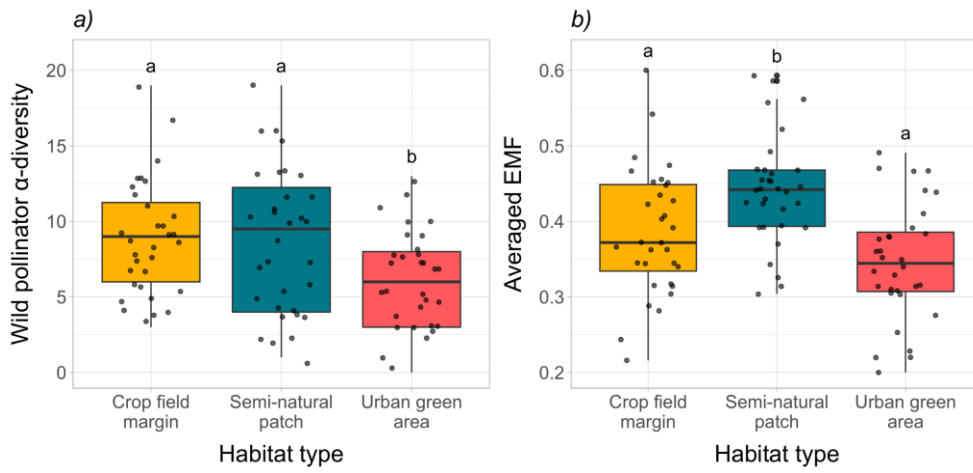 a)
Wild pollinator α-diversity
20
15
10
5
0
a
a
b
Crop field
margin
Semi-natural
patch
Urban green
area
Habitat type
b)
Averaged EMF
0.6
0.5
0.4
0.3
0.2
a
b
a
Crop field
margin
Semi-natural
patch
Urban green
area
Habitat type